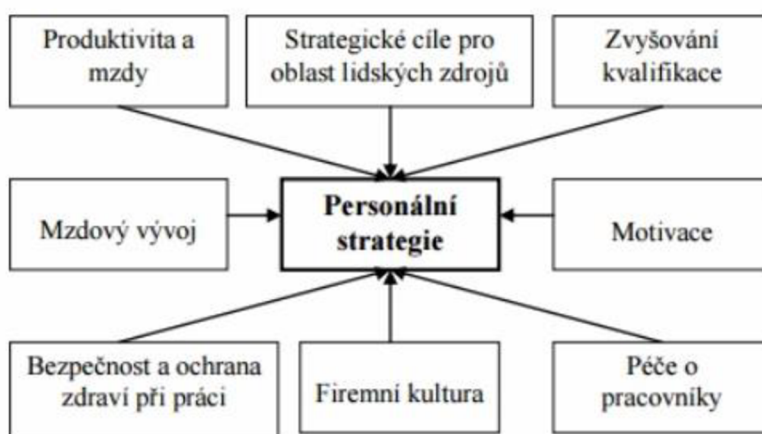 Produktivita a
mzdy
Strategické cíle pro
oblast lidských zdrojů
Zvyšování
kvalifikace
Mzdový vývoj
Personální
strategie
Motivace
Bezpečnost a ochrana
zdraví při práci
Firemní kultura
Péče o
pracovníky